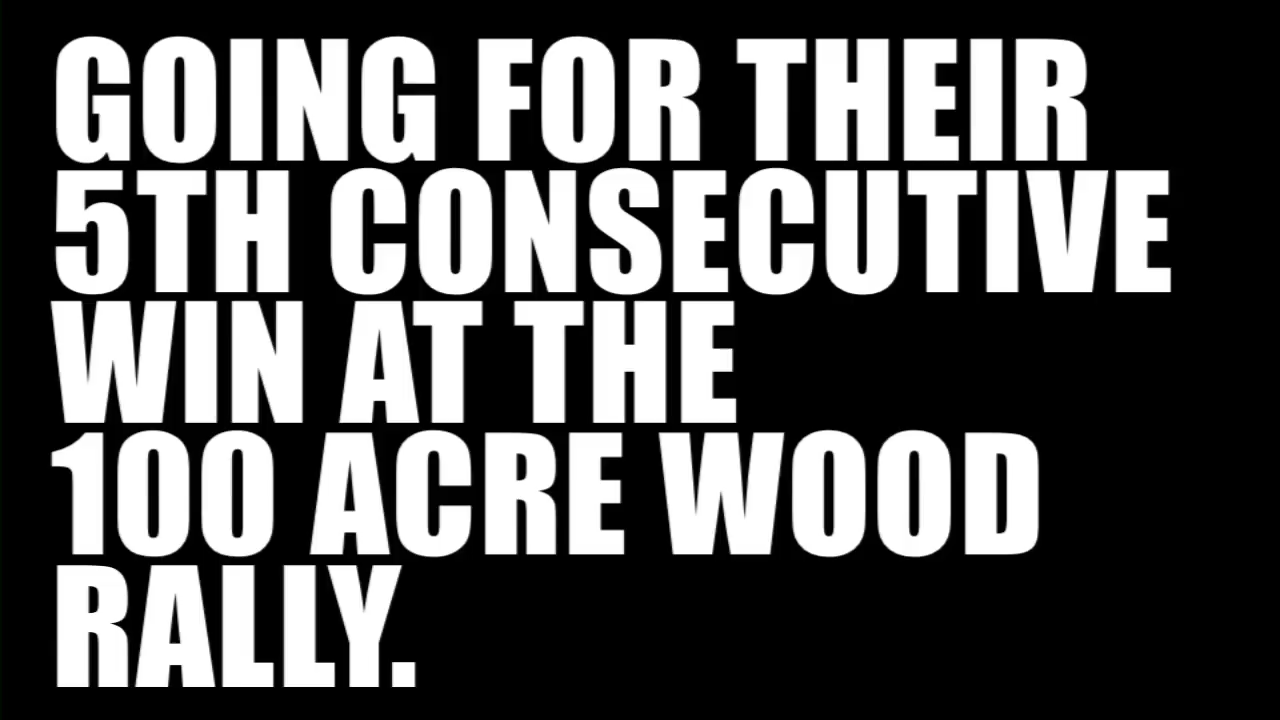 GOING FOR THEIR
5TH CONSECUTIVE
WIN AT THE
100 ACRE WOOD
RALLY.